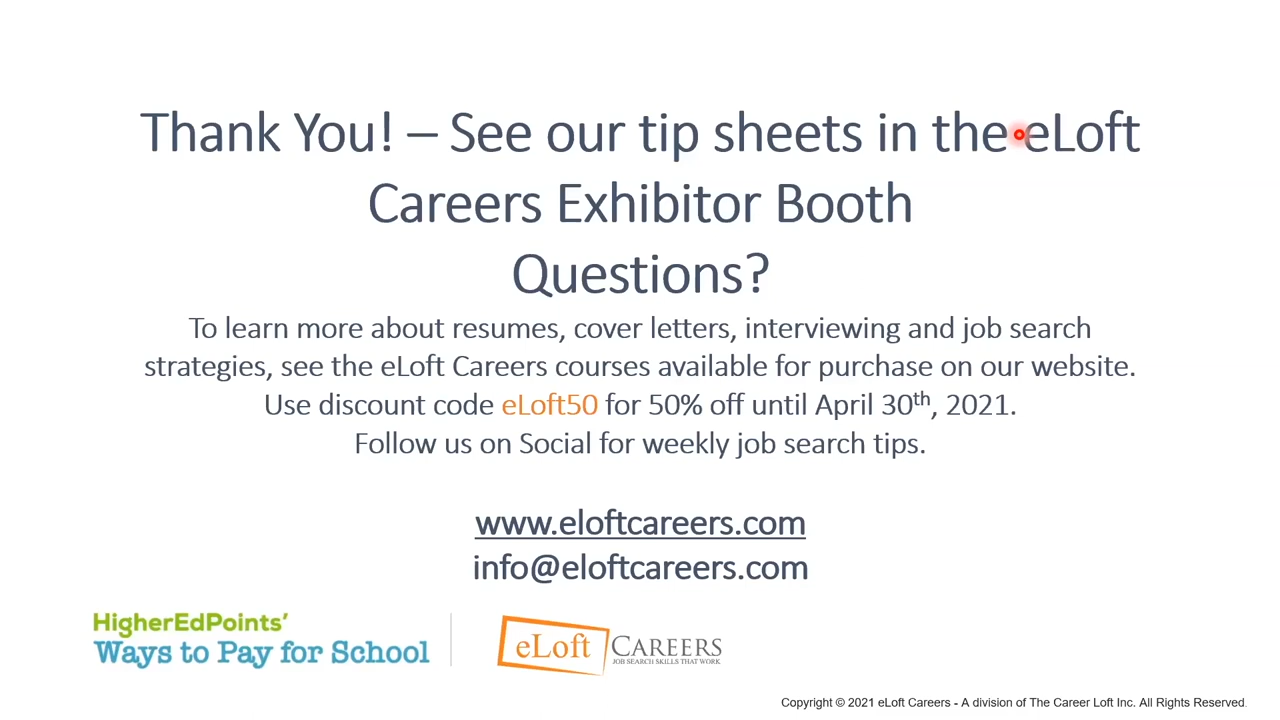 Thank You! – See our tip sheets in the eLoft
Careers Exhibitor Booth
Questions?
To learn more about resumes, cover letters, interviewing and job search
strategies, see the eLoft Careers courses available for purchase on our website.
Use discount code eLoft50 for 50% off until April 30th, 2021.
Follow us on Social for weekly job search tips.
www.eloftcareers.com
info@eloftcareers.com
HigherEdPoints'
Ways to Pay for School
eLoft CAREERS
JOB SEARCH SKILLS THAT WORK
Copyright © 2021 eLoft Careers - A division of The Career Loft Inc. All Rights Reserved.